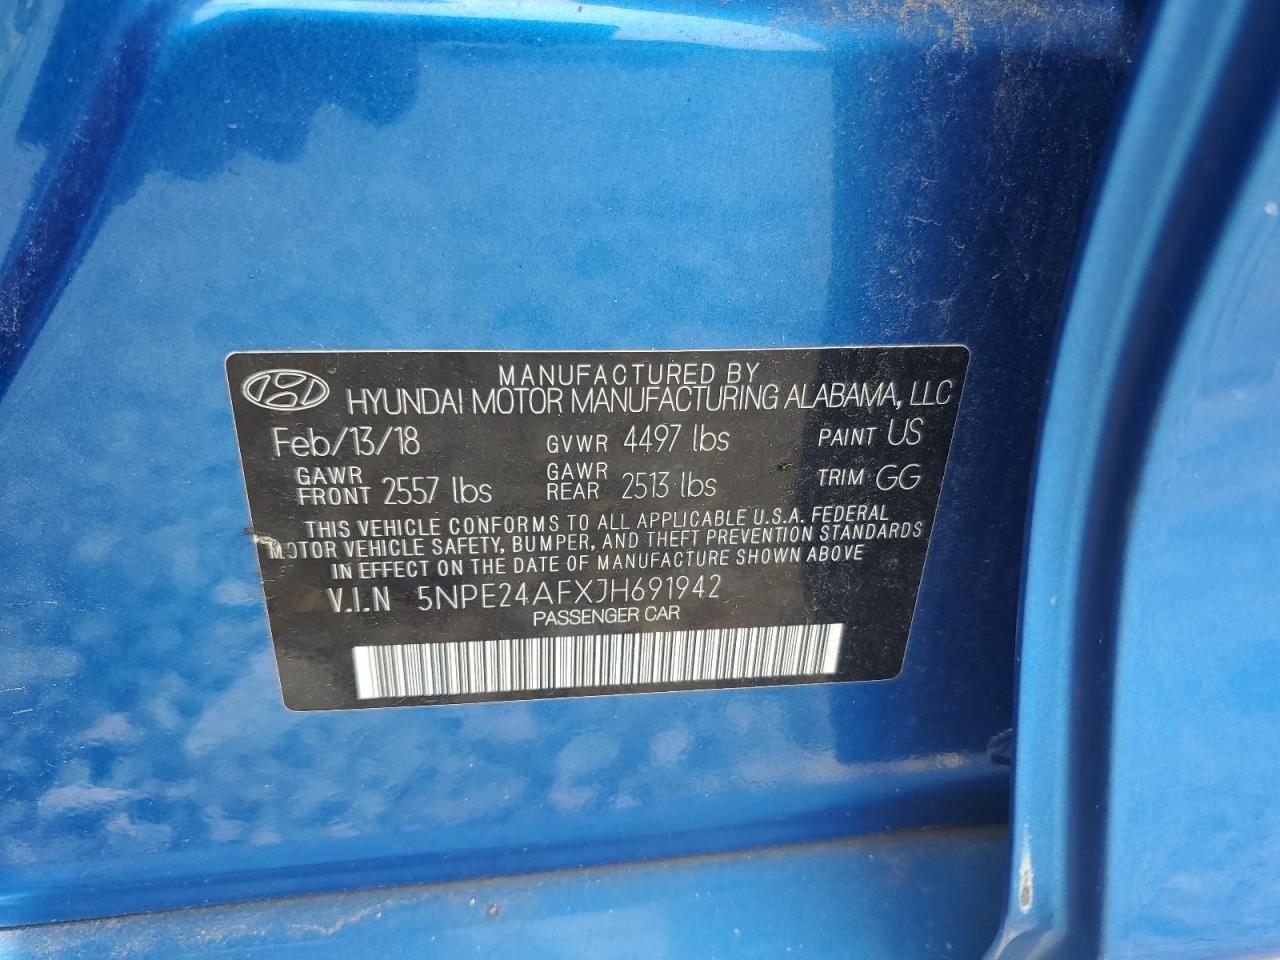 MANUFACTURED BY
HYUNDAI MOTOR MANUFACTURING ALABAMA, LLC
Feb/13/18 GVWR 4497 lbs PAINT US
GAWR FRONT 2557 lbs GAWR REAR 2513 lbs TRIM GG
THIS VEHICLE CONFORMS TO ALL APPLICABLE U.S.A. FEDERAL
MOTOR VEHICLE SAFETY, BUMPER, AND THEFT PREVENTION STANDARDS
IN EFFECT ON THE DATE OF MANUFACTURE SHOWN ABOVE
V.I.N 5NPE24AFXJH691942
PASSENGER CAR